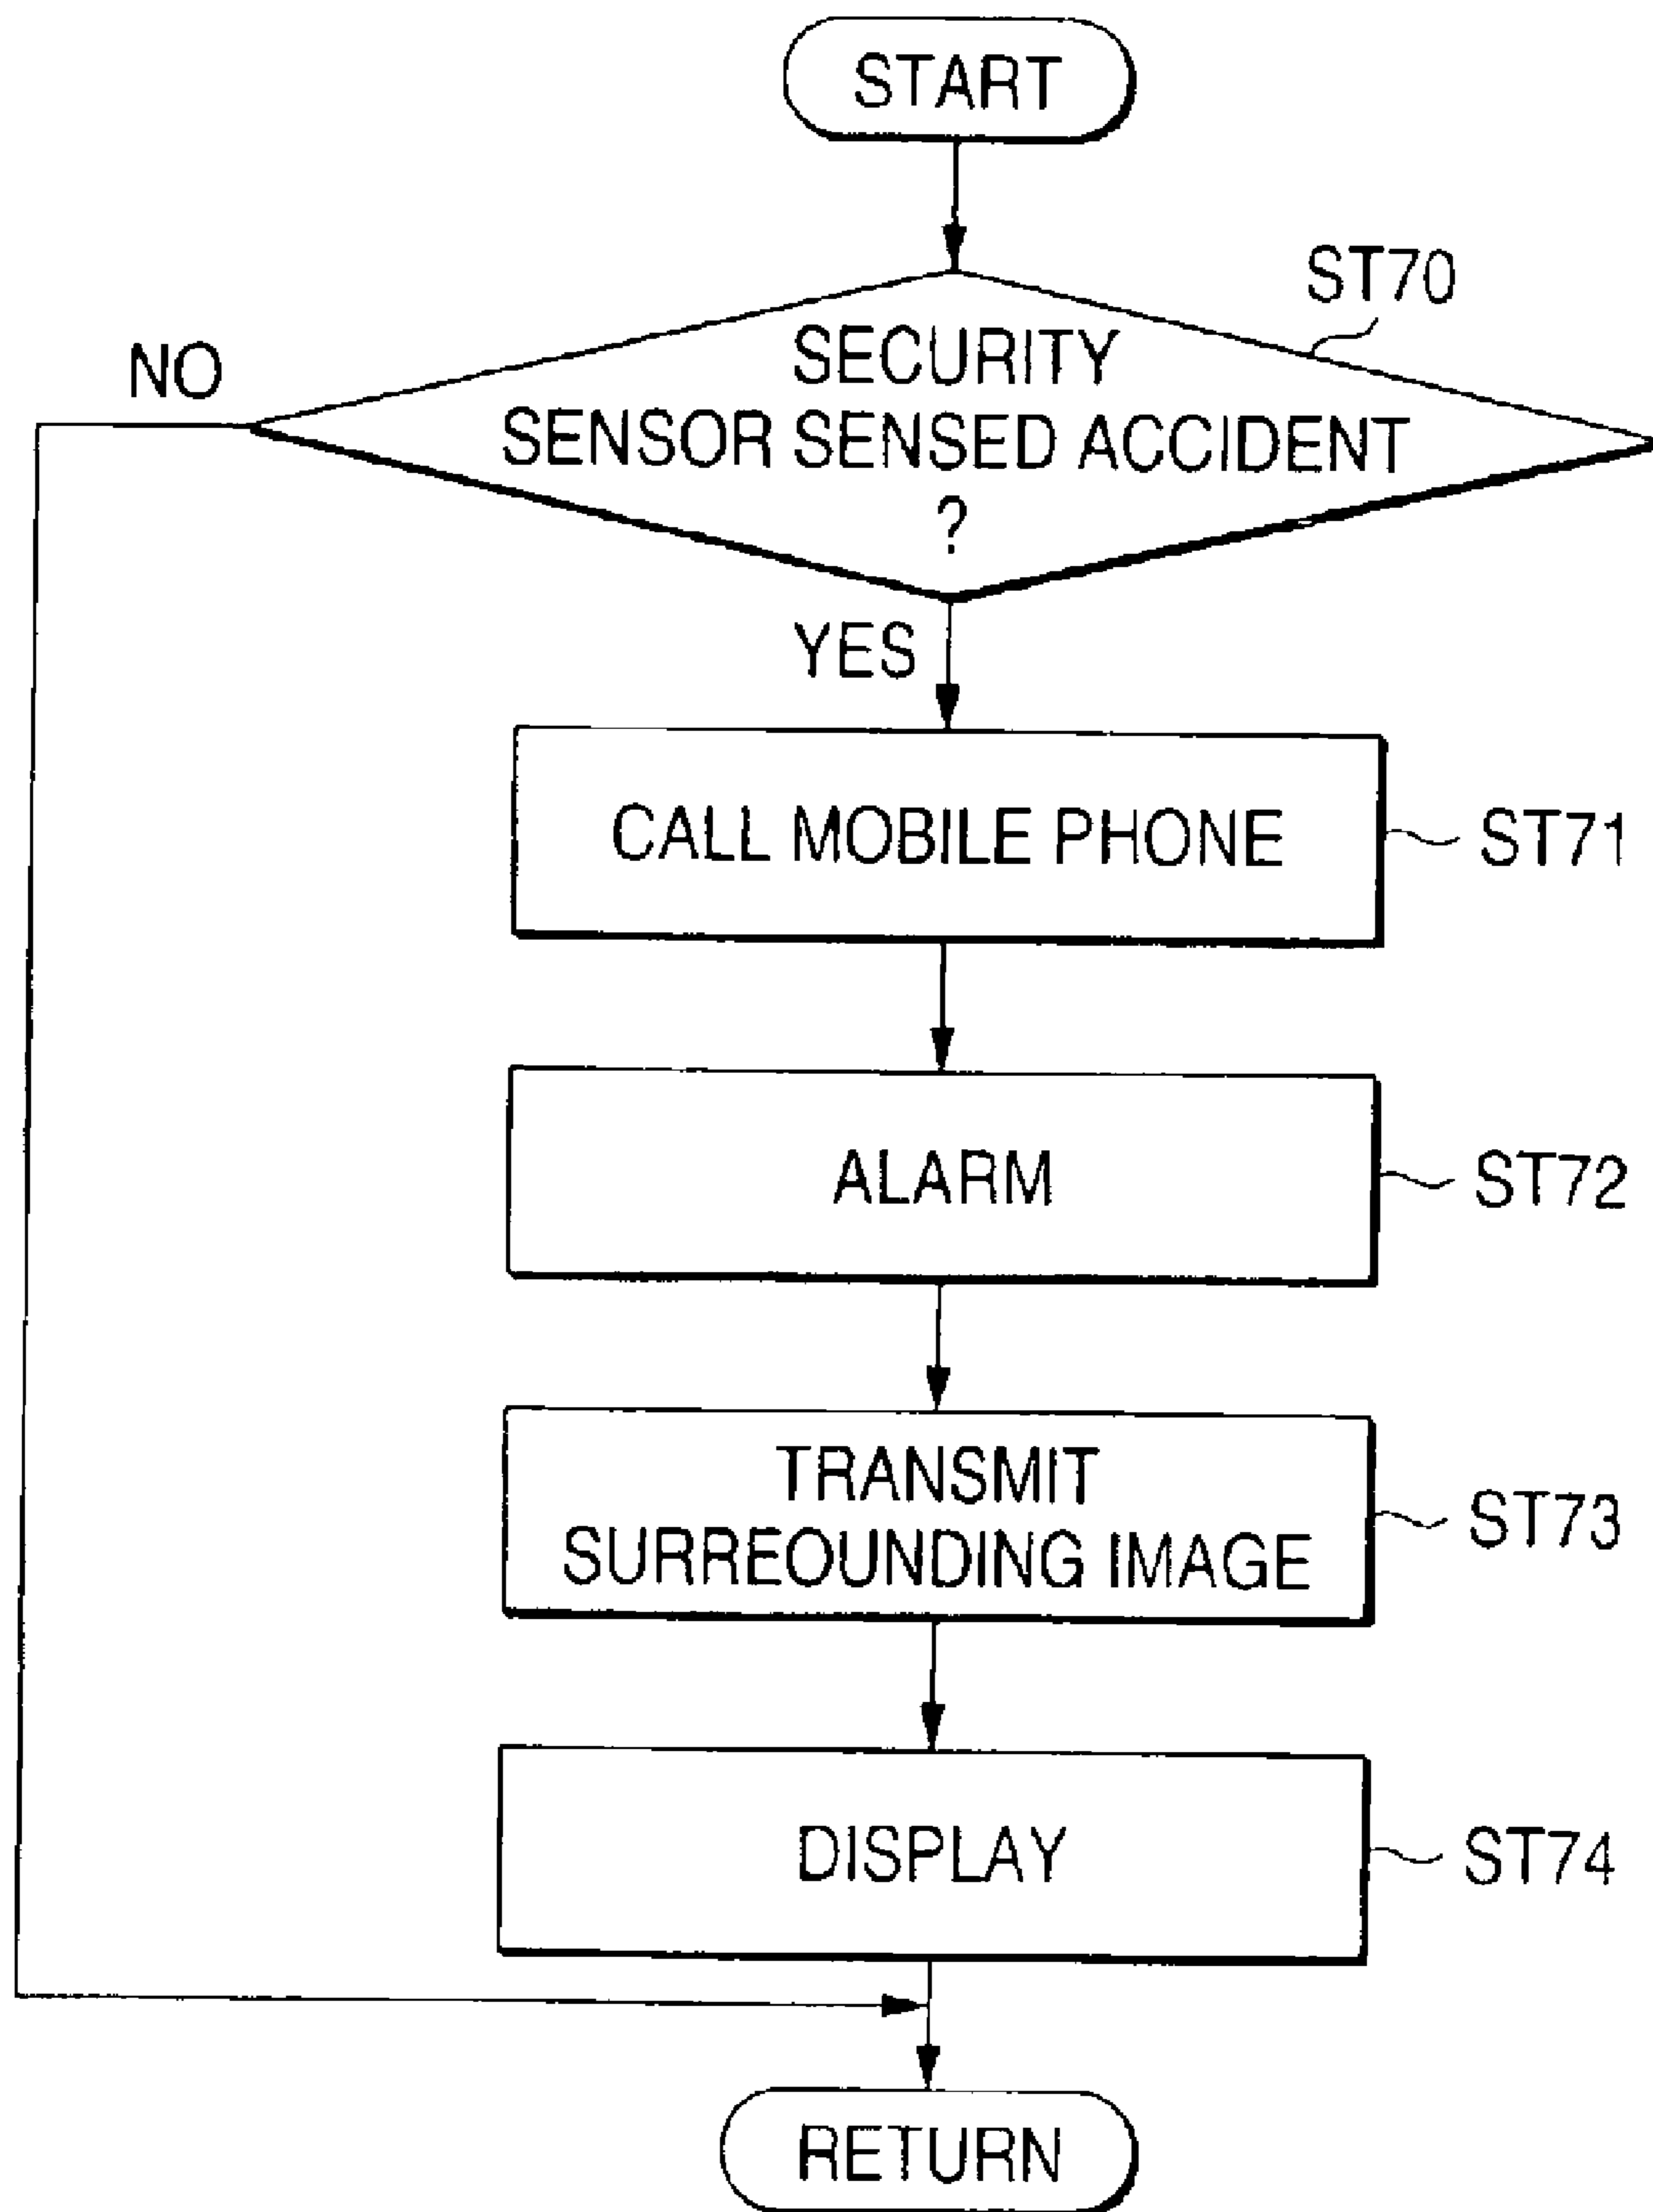 START
ST70
NO
SECURITY
SENSOR SENSED ACCIDENT
?
YES
CALL MOBILE PHONE
ST71
ALARM
ST72
TRANSMIT
SURREOUNDING IMAGE
ST73
DISPLAY
ST74
RETURN